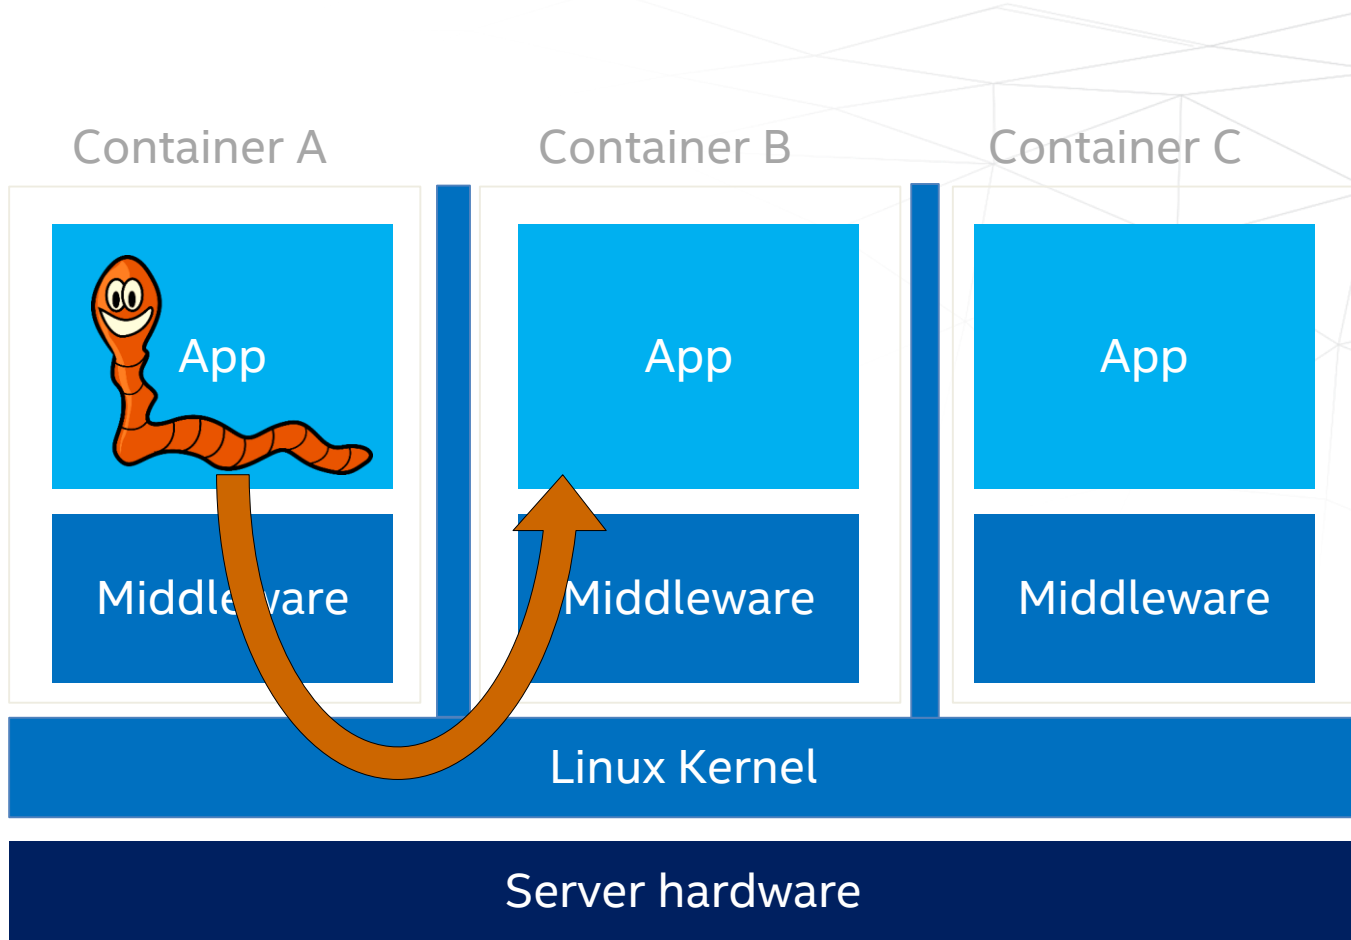 Container A
Container B
Container C
App
App
App
Middleware
Middleware
Middleware
Linux Kernel
Server hardware